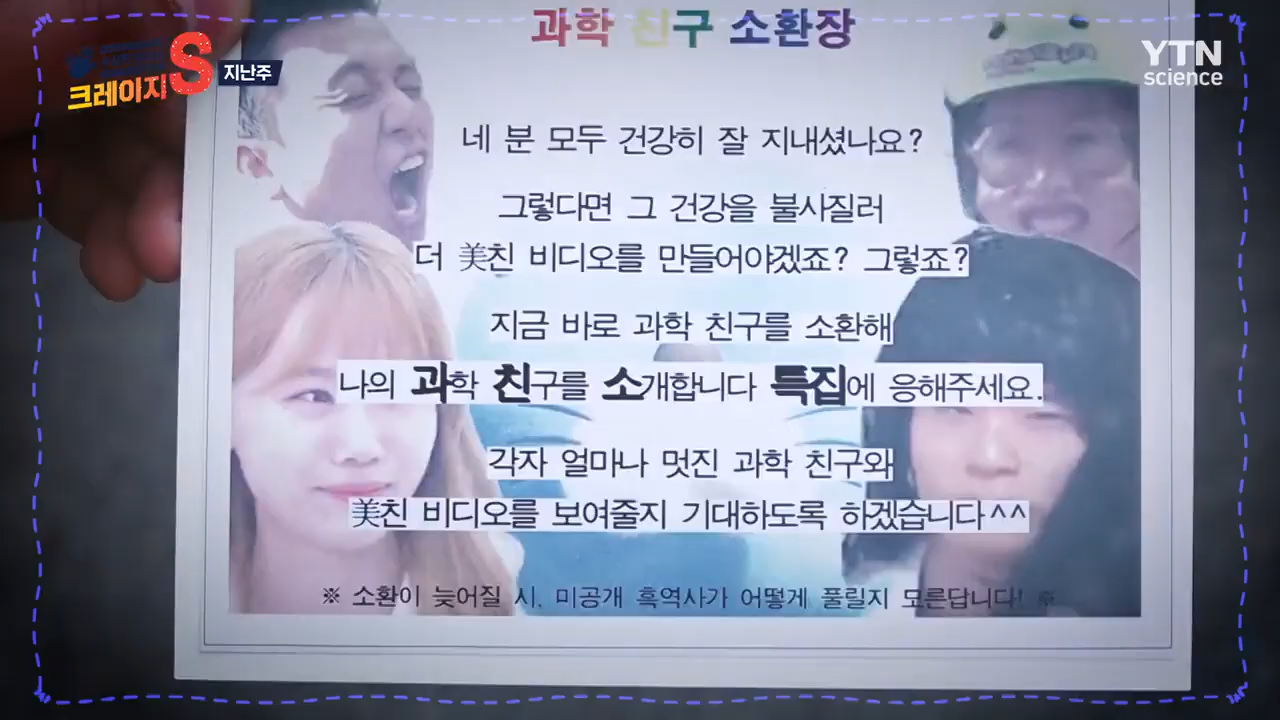 크레이지S
지난주
YTN
science
과학 친구 소환장
네 분 모두 건강히 잘 지내셨나요?
그렇다면 그 건강을 불사질러
더 美친 비디오를 만들어야겠죠? 그렇죠?
지금 바로 과학 친구를 소환해
나의 과학 친구를 소개합니다 특집에 응해주세요.
각자 얼마나 멋진 과학 친구와
美친 비디오를 보여줄지 기대하도록 하겠습니다^^
※ 소환이 늦어질 시, 미공개 흑역사가 어떻게 풀릴지 모른답니다! ※